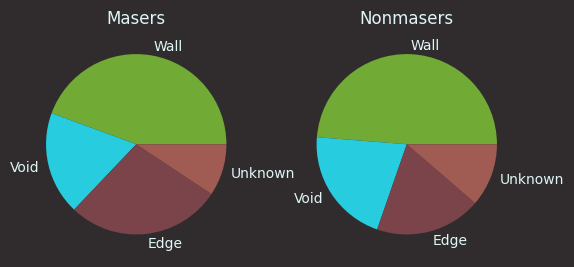 Masers
Nonmasers
Wall
Void
Edge
Unknown
Wall
Void
Edge
Unknown